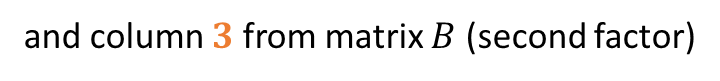 and column 3 from matrix B (second factor)